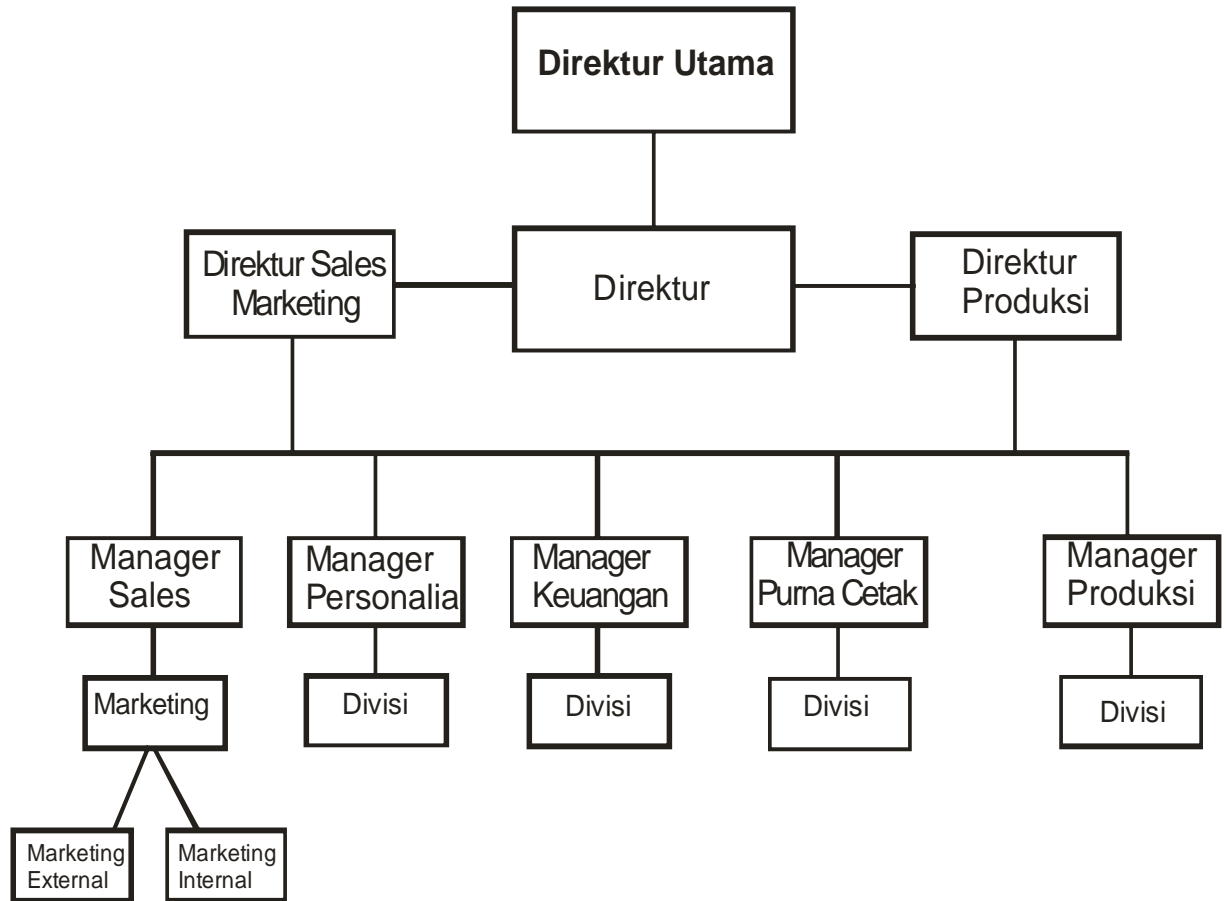 Direktur Utama
Direktur Sales
Marketing
Direktur
Direktur
Produksi
Manager
Sales
Manager
Personalia
Manager
Keuangan
Manager
Purna Cetak
Manager
Produksi
Marketing
Divisi
Divisi
Divisi
Divisi
Marketing
External
Marketing
Internal